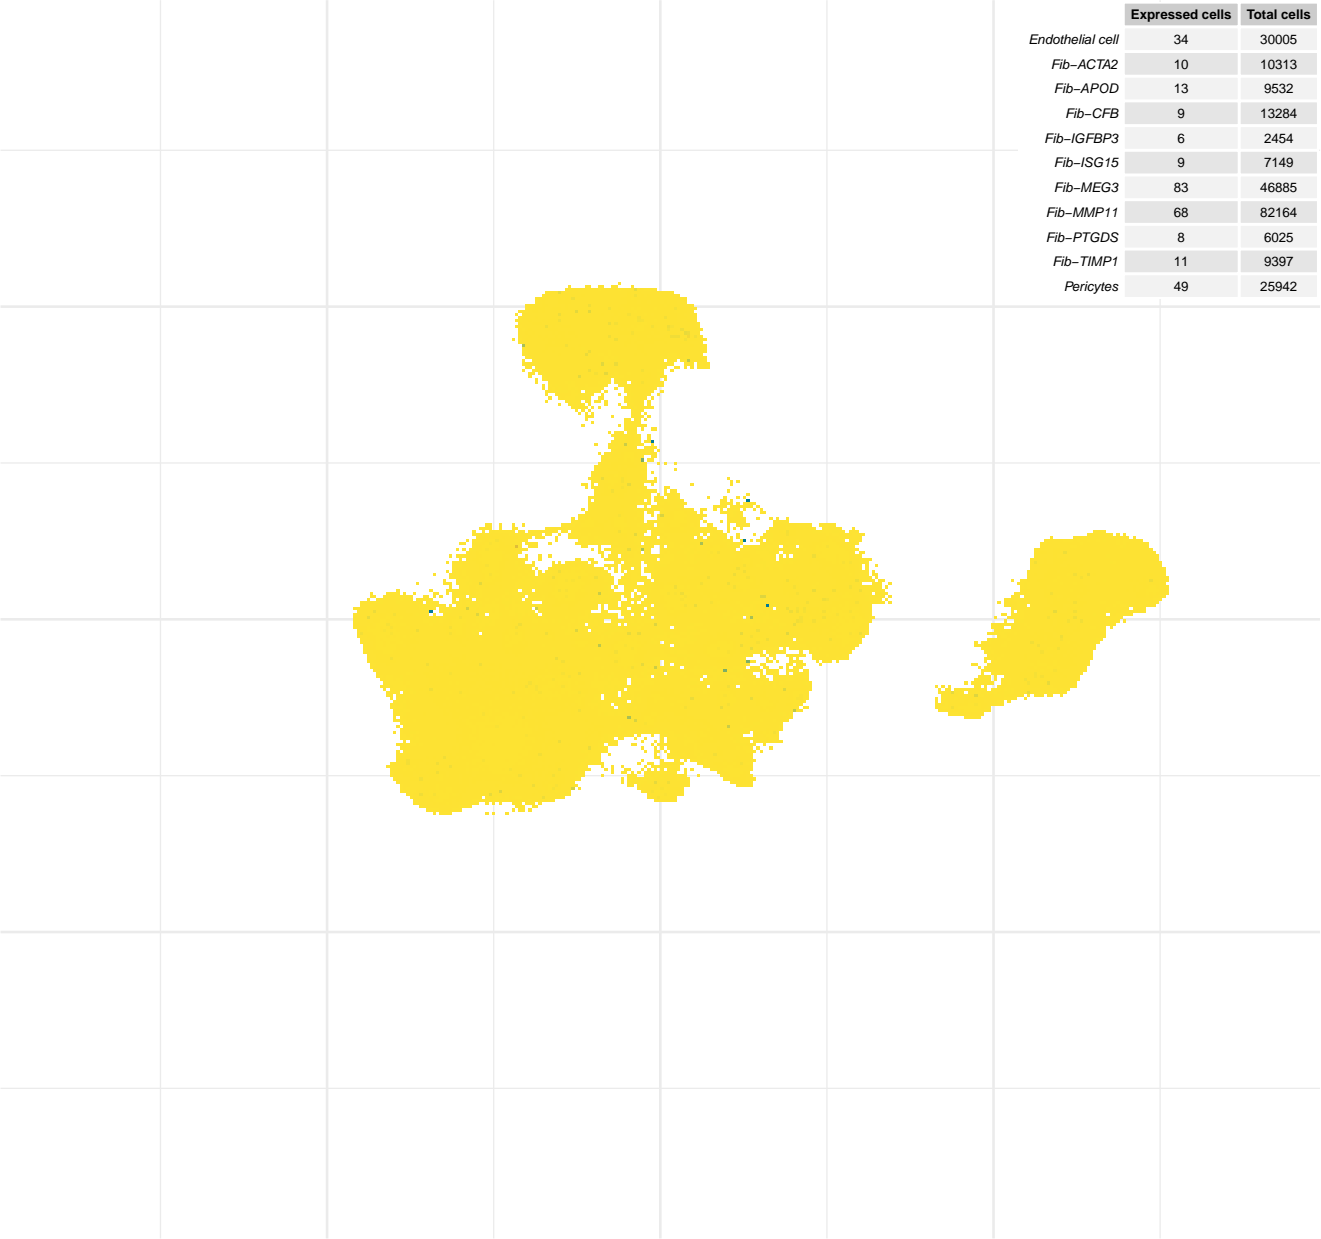 Expressed cells Total cells
Endothelial cell 34 30005
Fib−ACTA2 10 10313
Fib−APOD 13 9532
Fib−CFB 9 13284
Fib−IGFBP3 6 2454
Fib−ISG15 9 7149
Fib−MEG3 83 46885
Fib−MMP11 68 82164
Fib−PTGDS 8 6025
Fib−TIMP1 11 9397
Pericytes 49 25942